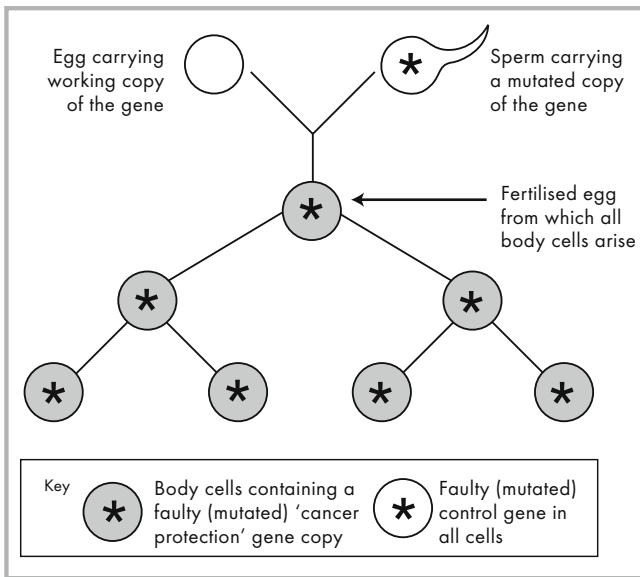 Egg carrying
working copy
of the gene
Sperm carrying
a mutated copy
of the gene
Fertilised egg
from which all
body cells arise
Key
Body cells containing a
faulty (mutated) ‘cancer
protection’ gene copy
Faulty (mutated)
control gene in
all cells